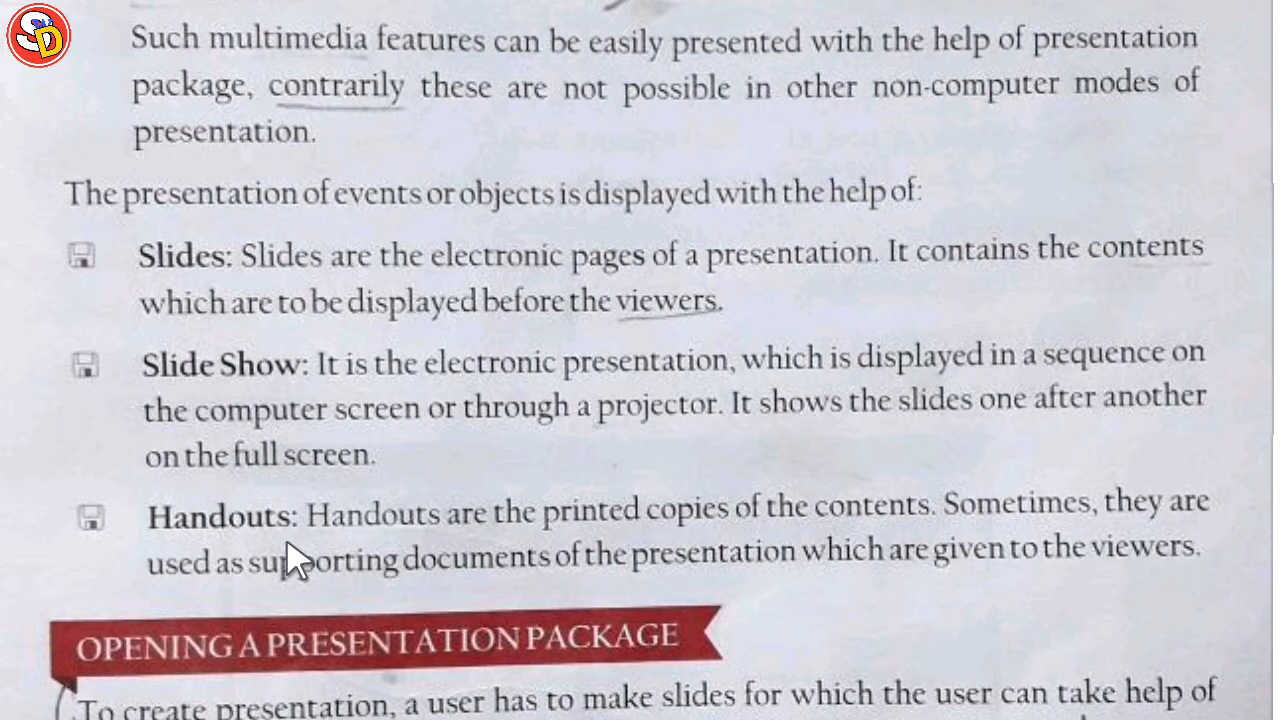 SD
Such multimedia features can be easily presented with the help of presentation
package, contrarily these are not possible in other non-computer modes of
presentation.
The presentation of events or objects is displayed with the help of:
Slides: Slides are the electronic pages of a presentation. It contains the contents
which are to be displayed before the viewers.
Slide Show: It is the electronic presentation, which is displayed in a sequence on
the computer screen or through a projector. It shows the slides one after another
on the full screen.
Handouts: Handouts are the printed copies of the contents. Sometimes, they are
used as supporting documents of the presentation which are given to the viewers.
OPENING A PRESENTATION PACKAGE
To create presentation, a user has to make slides for which the user can take help of